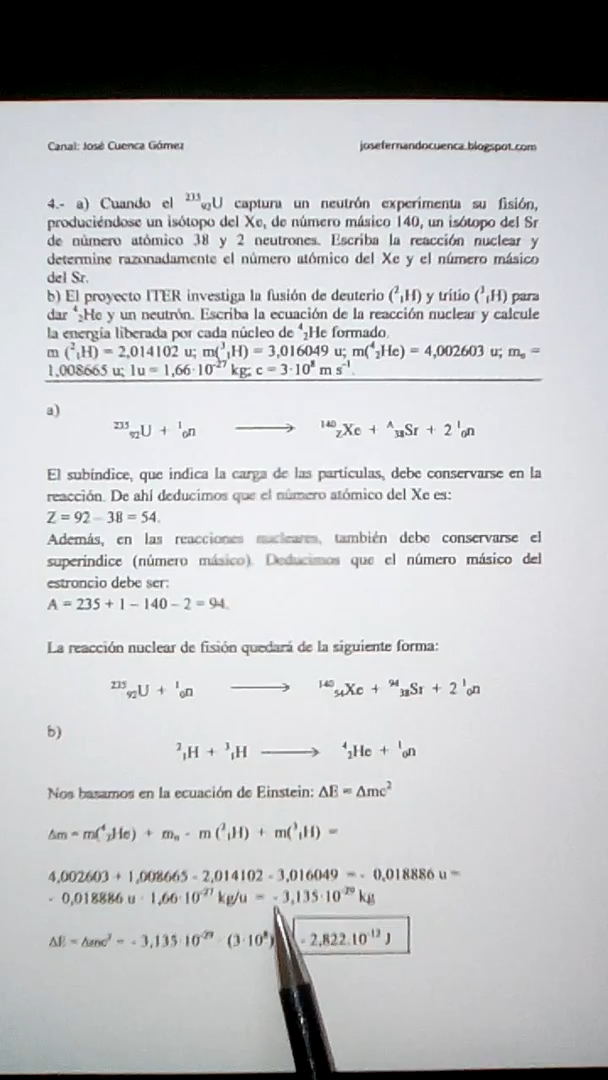 Canal: José Cuenca Gómez
josefernandocuenca.blogspot.com
4.- a) Cuando el ²³⁵₉₂U captura un neutrón experimenta su fisión,
produciéndose un isótopo del Xe, de número másico 140, un isótopo del Sr
de número atómico 38 y 2 neutrones. Escriba la reacción nuclear y
determine razonadamente el número atómico del Xe y el número másico
del Sr.
b) El proyecto ITER investiga la fusión de deuterio (²₁H) y tritio (³₁H) para
dar ⁴₂He y un neutrón. Escriba la ecuación de la reacción nuclear y calcule
la energía liberada por cada núcleo de ⁴₂He formado.
m (²₁H) = 2,014102 u; m(³₁H) = 3,016049 u; m(⁴₂He) = 4,002603 u; mₙ =
1,008665 u; 1u = 1,66·10⁻²⁷ kg; c = 3·10⁸ m s⁻¹.
a)
²³⁵₉₂U + ¹₀n ⟶ ¹⁴⁰_ZXe + ᴬ₃₈Sr + 2 ¹₀n
El subíndice, que indica la carga de las partículas, debe conservarse en la
reacción. De ahí deducimos que el número atómico del Xe es:
Z = 92 – 38 = 54.
Además, en las reacciones nucleares, también debe conservarse el
superíndice (número másico). Deducimos que el número másico del
estroncio debe ser:
A = 235 + 1 – 140 – 2 = 94.
La reacción nuclear de fisión quedará de la siguiente forma:
²³⁵₉₂U + ¹₀n ⟶ ¹⁴⁰₅₄Xe + ⁹⁴₃₈Sr + 2 ¹₀n
b)
²₁H + ³₁H ⟶ ⁴₂He + ¹₀n
Nos basamos en la ecuación de Einstein: ΔE = Δmc²
Δm = m(⁴₂He) + mₙ - m (²₁H) + m(³₁H) =
4,002603 + 1,008665 - 2,014102 - 3,016049 = - 0,018886 u =
- 0,018886 u · 1,66·10⁻²⁷ kg/u = - 3,135·10⁻²⁹ kg
ΔE = Δmc² = - 3,135·10⁻²⁹ · (3·10⁸) - 2,822.10⁻¹² J